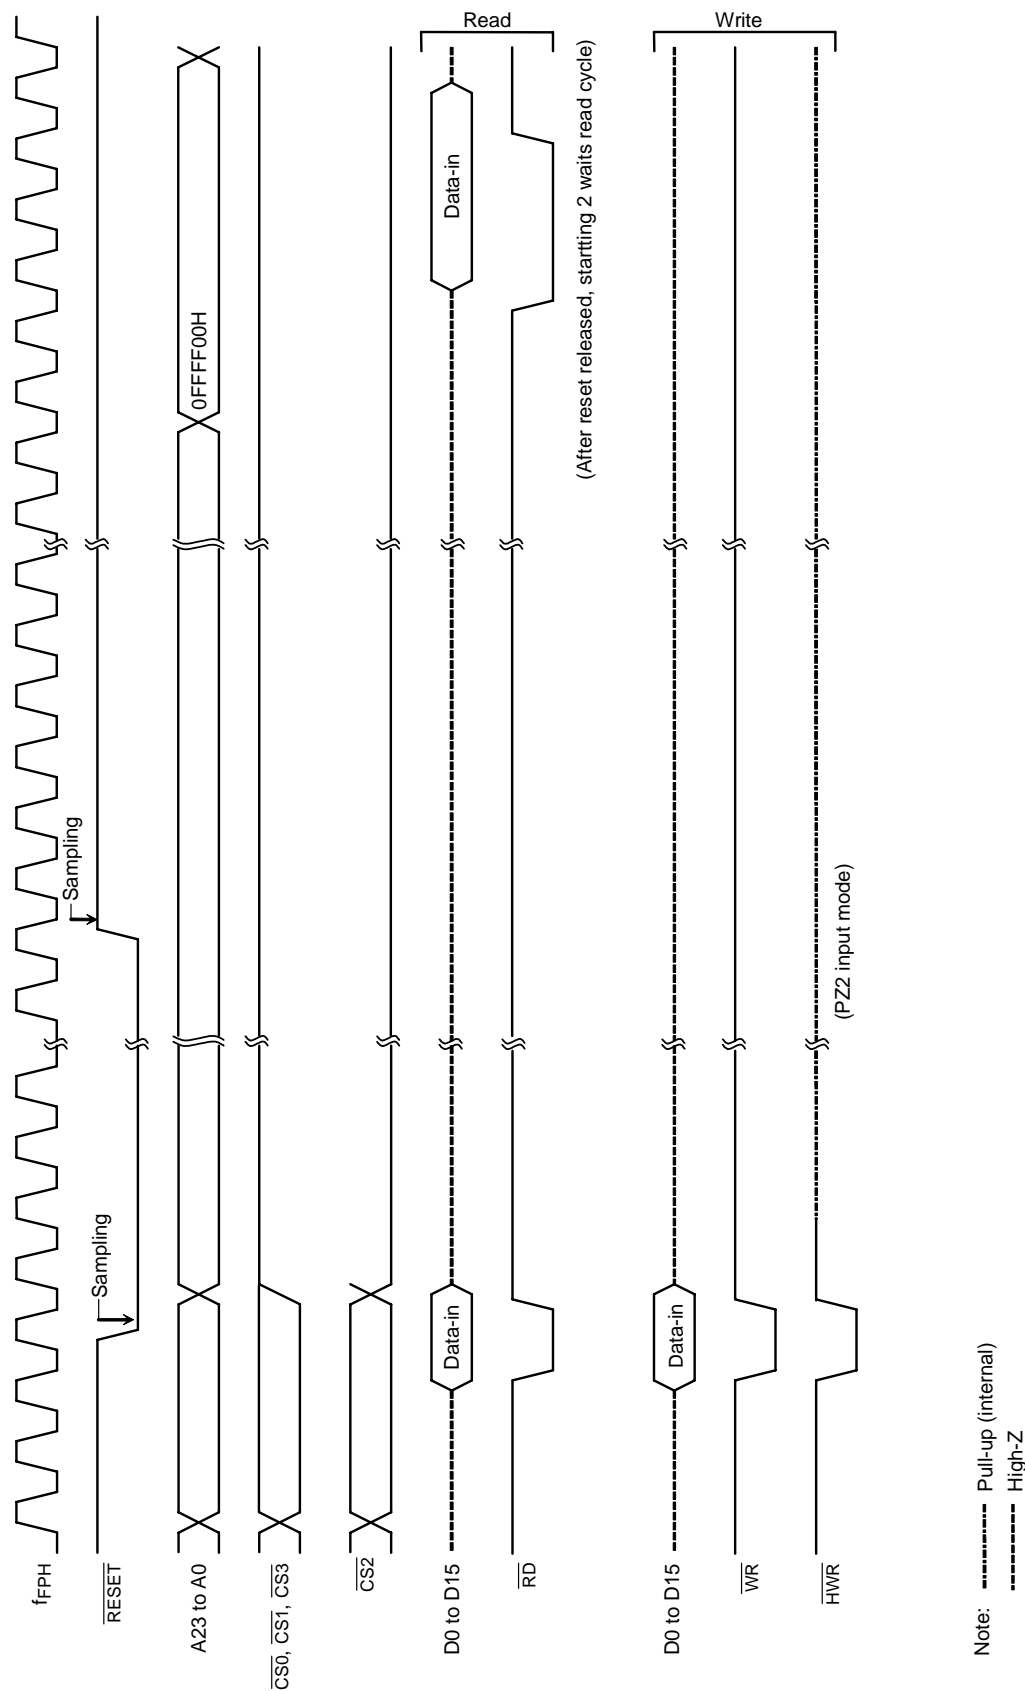 fFPH
Sampling
Sampling
RESET
A23 to A0
0FFFF00H
CS0, CS1, CS3
CS2
Read
D0 to D15
Data-in
Data-in
RD
(After reset released, startting 2 waits read cycle)
Write
D0 to D15
Data-in
WR
HWR
(PZ2 input mode)
Note:
Pull-up (internal)
High-Z